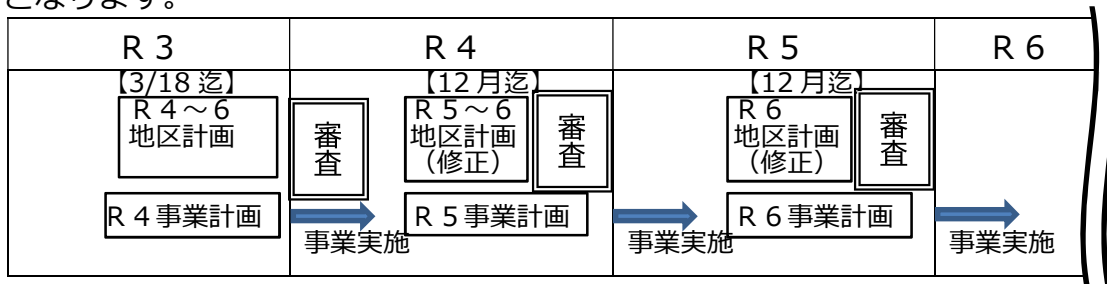 となります。
R3 R4 R5 R6
【3/18迄】
R4～6
地区計画
審査
R4事業計画
事業実施
【12月迄】
R5～6
地区計画
（修正）
審査
R5事業計画
事業実施
【12月迄】
R6
地区計画
（修正）
審査
R6事業計画
事業実施